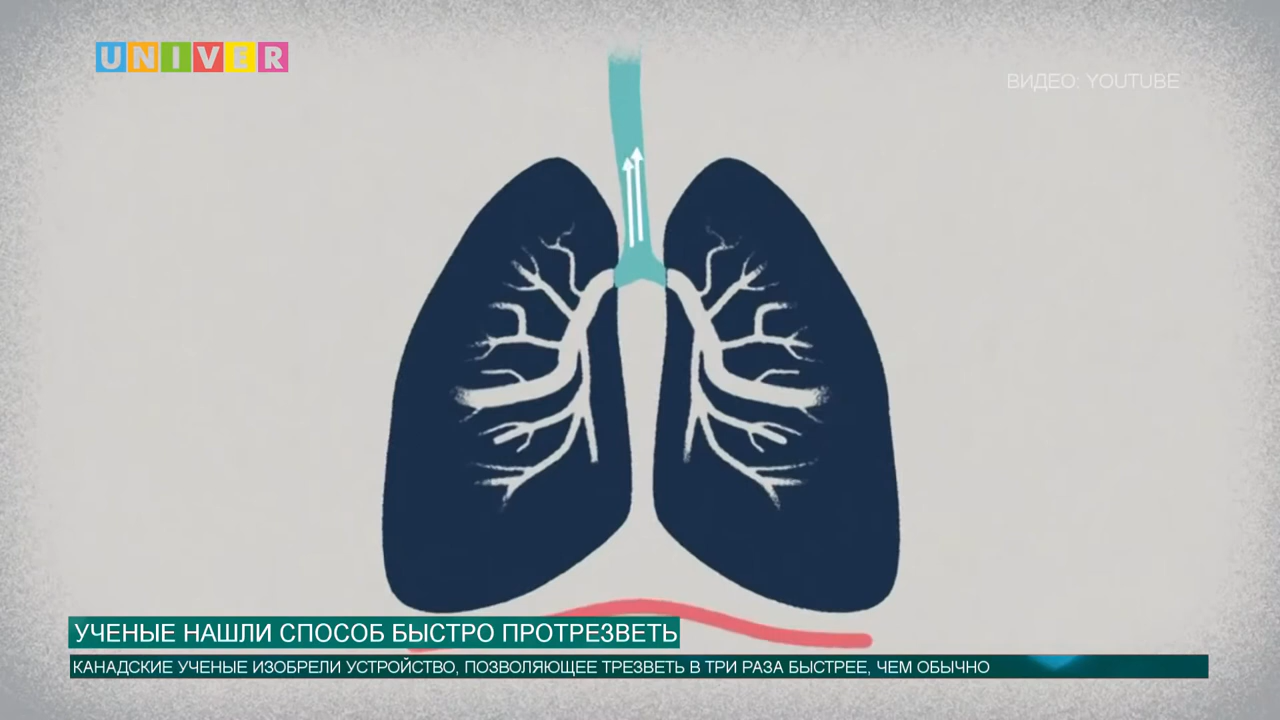 UNIVER
ВИДЕО: YOUTUBE
УЧЕНЫЕ НАШЛИ СПОСОБ БЫСТРО ПРОТРЕЗВЕТЬ
КАНАДСКИЕ УЧЕНЫЕ ИЗОБРЕЛИ УСТРОЙСТВО, ПОЗВОЛЯЮЩЕЕ ТРЕЗВЕТЬ В ТРИ РАЗА БЫСТРЕЕ, ЧЕМ ОБЫЧНО